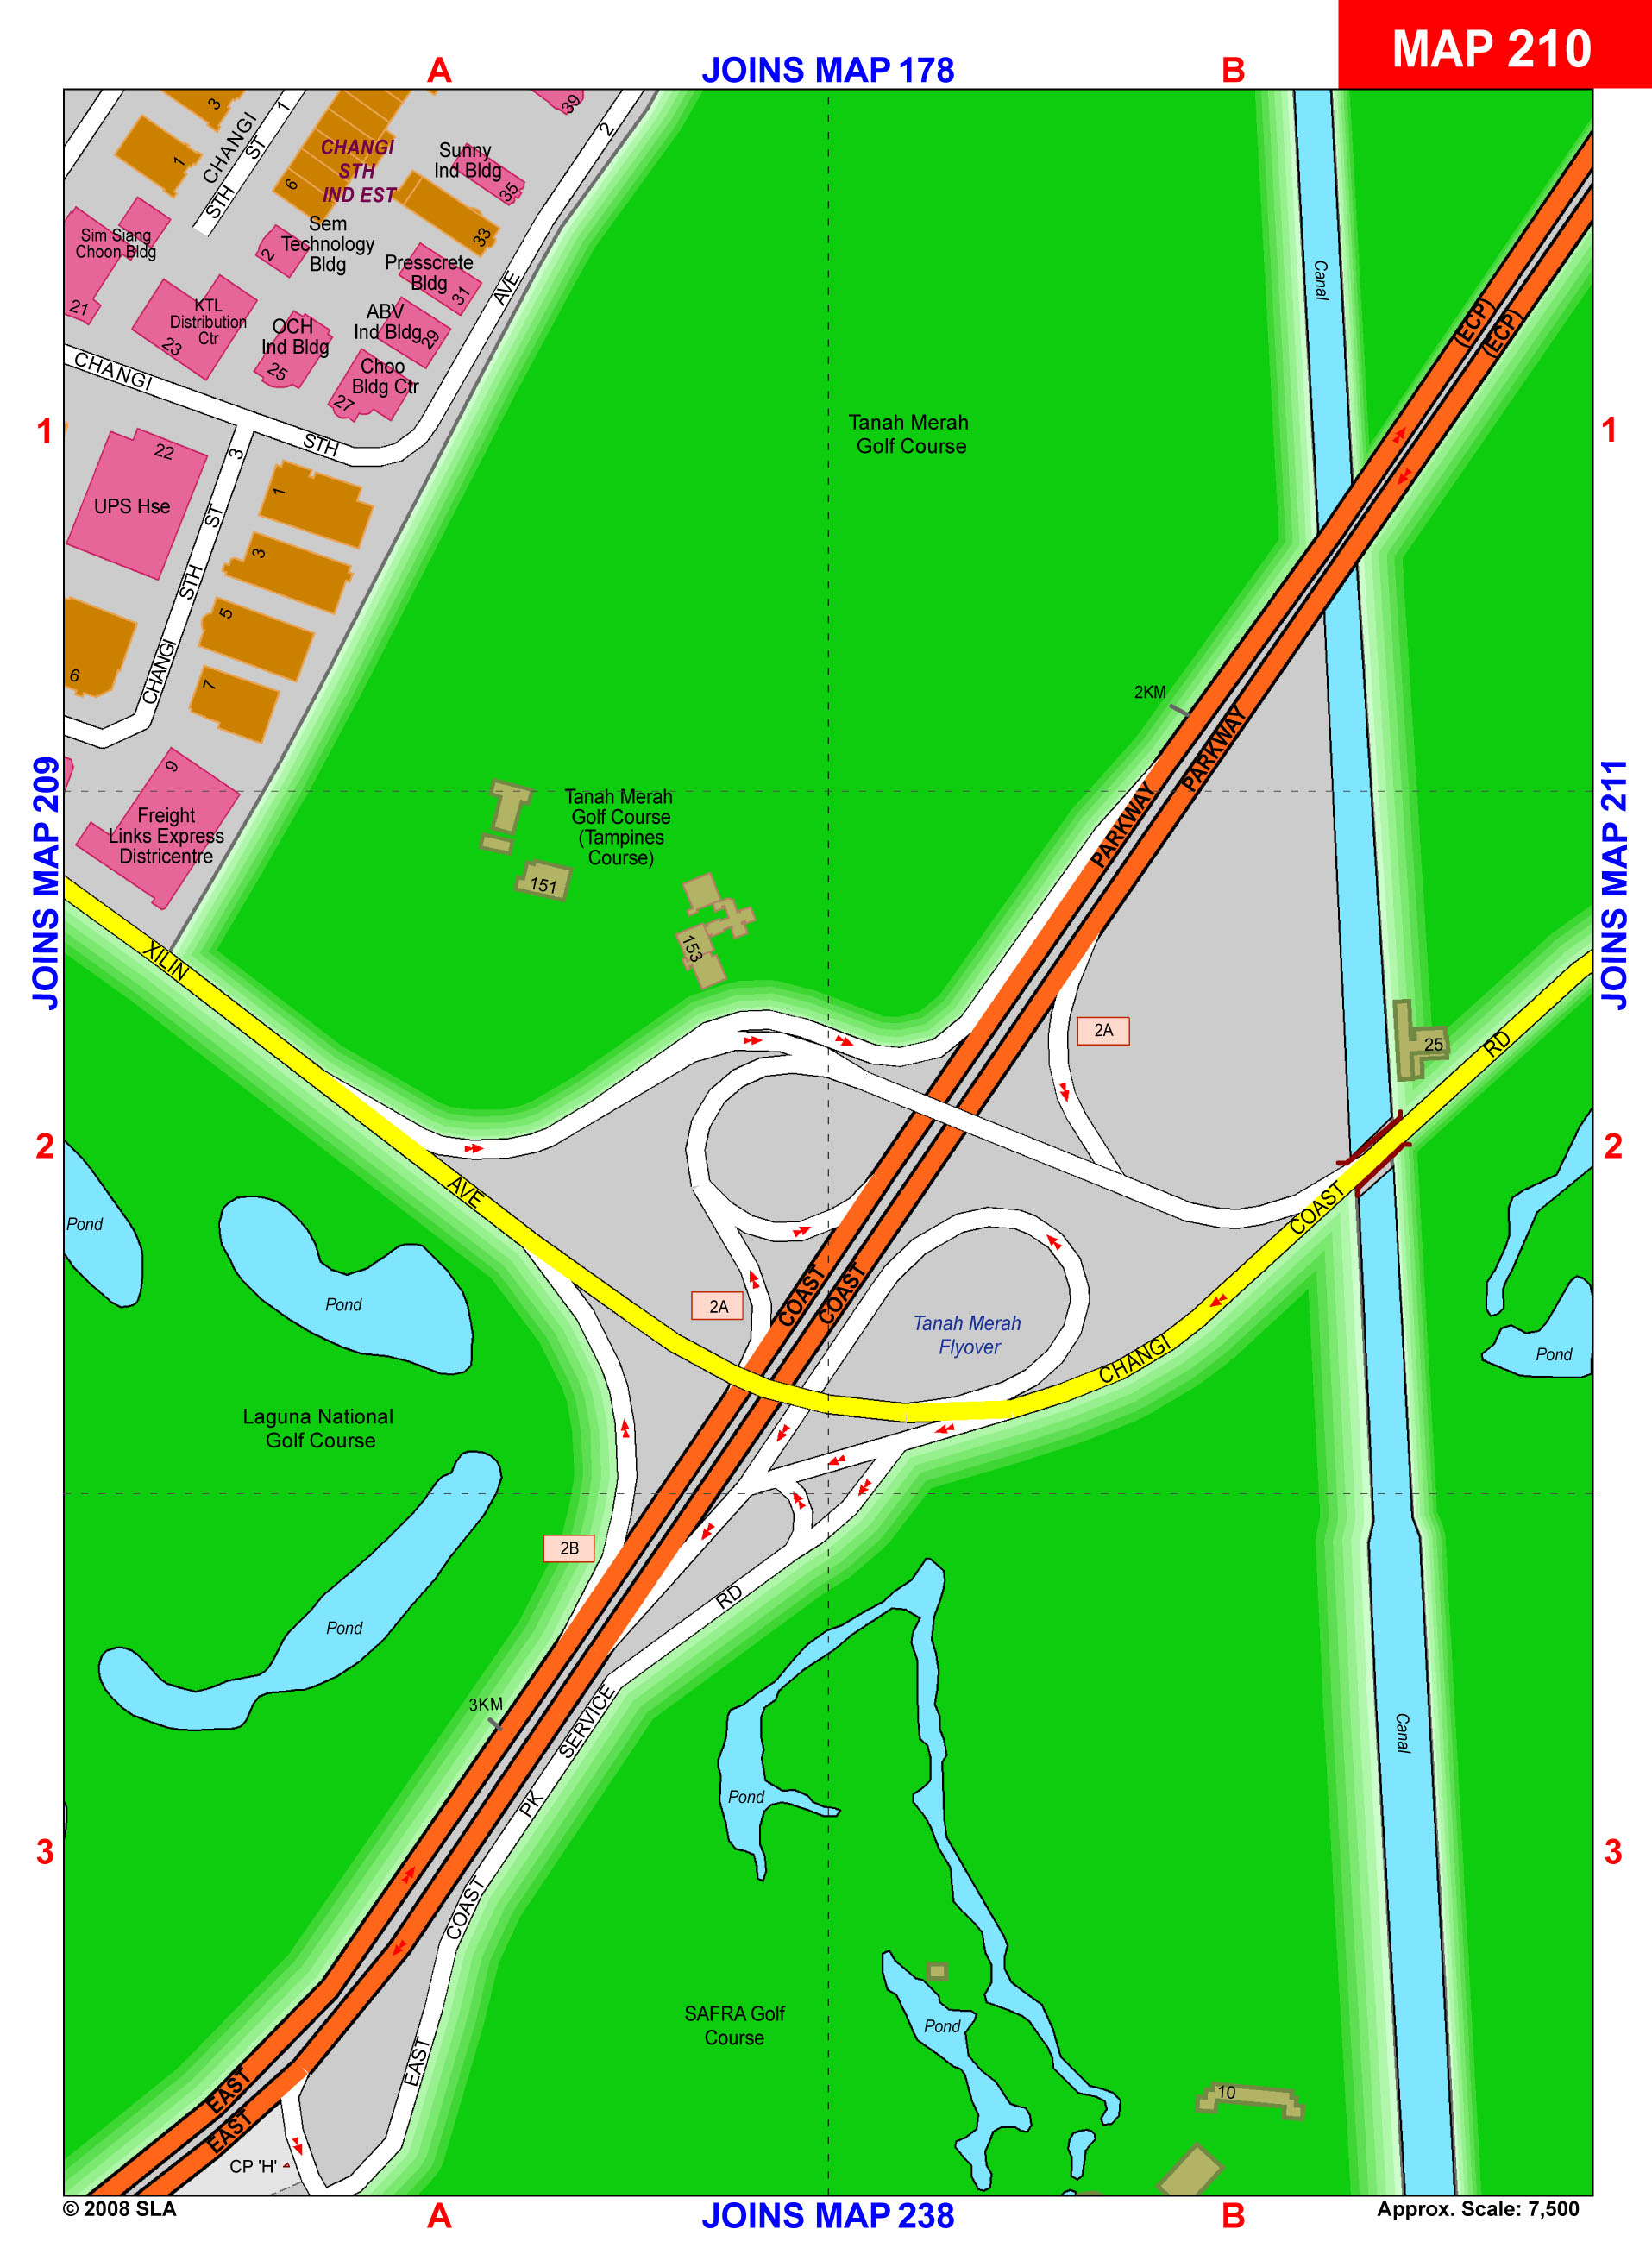 MAP 210
A
JOINS MAP 178
B
3
1
CHANGI
STH
ST
1
CHANGI
STH
IND EST
6
Sunny
Ind Bldg
35
39
2
33
Sim Siang
Choon Bldg
21
2
Sem
Technology
Bldg
Presscrete
Bldg
31
AVE
KTL
Distribution
Ctr
23
OCH
Ind Bldg
25
ABV
Ind Bldg
29
Choo
Bldg Ctr
27
CHANGI
STH
Canal
(ECP)
(ECP)
1
1
Tanah Merah
Golf Course
22
UPS Hse
3
ST
STH
CHANGI
1
3
5
7
6
2KM
PARKWAY
PARKWAY
JOINS MAP 209
JOINS MAP 211
9
Freight
Links Express
Districentre
Tanah Merah
Golf Course
(Tampines
Course)
151
153
XILIN
2A
25
RD
2
2
AVE
COAST
Pond
Pond
2A
COAST
COAST
Tanah Merah
Flyover
CHANGI
Pond
Laguna National
Golf Course
2B
RD
Pond
3KM
SERVICE
PK
Canal
Pond
3
3
COAST
SAFRA Golf
Course
Pond
EAST
EAST
EAST
10
CP 'H'
© 2008 SLA
A
JOINS MAP 238
B
Approx. Scale: 7,500